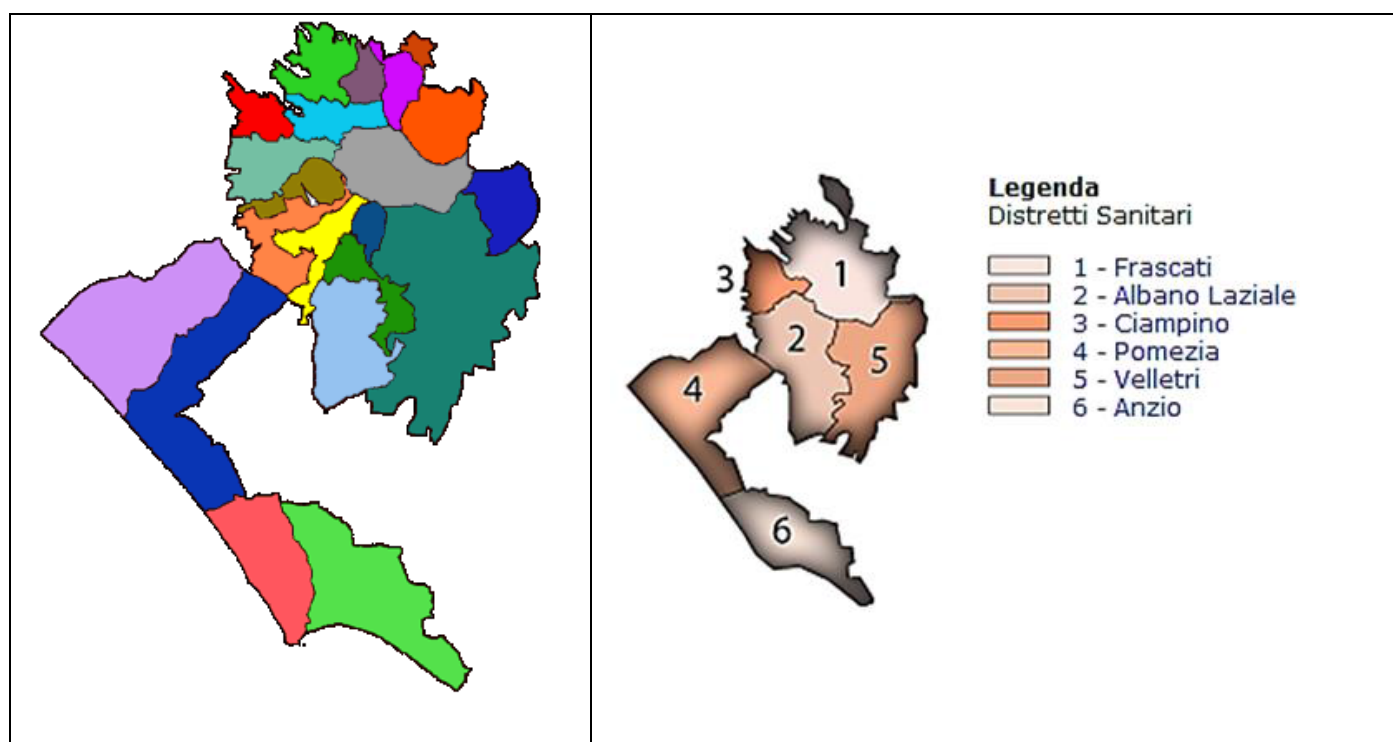 Legenda
Distretti Sanitari
1 - Frascati
2 - Albano Laziale
3 - Ciampino
4 - Pomezia
5 - Velletri
6 - Anzio
1
3
2
5
4
6